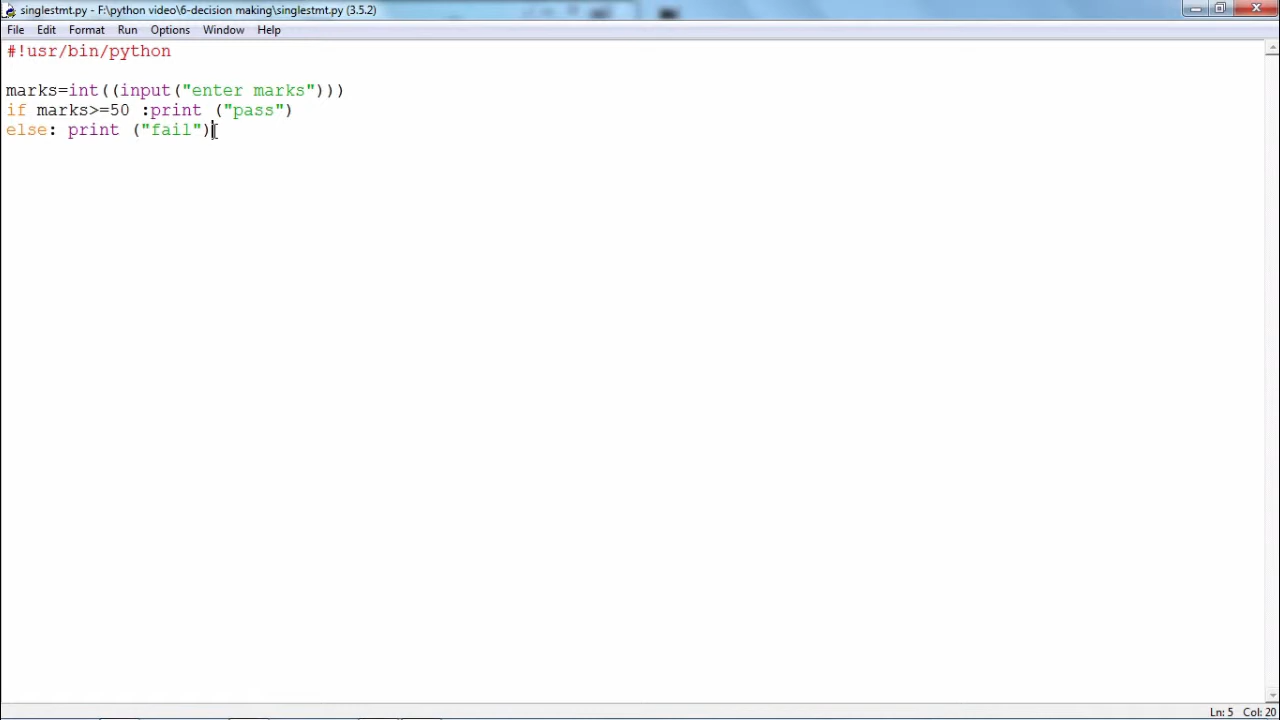 singlestmt.py - F:\python video\6-decision making\singlestmt.py (3.5.2)
File Edit Format Run Options Window Help
#!usr/bin/python
marks=int((input("enter marks")))
if marks>=50 :print ("pass")
else: print ("fail")
Ln: 5 Col: 20